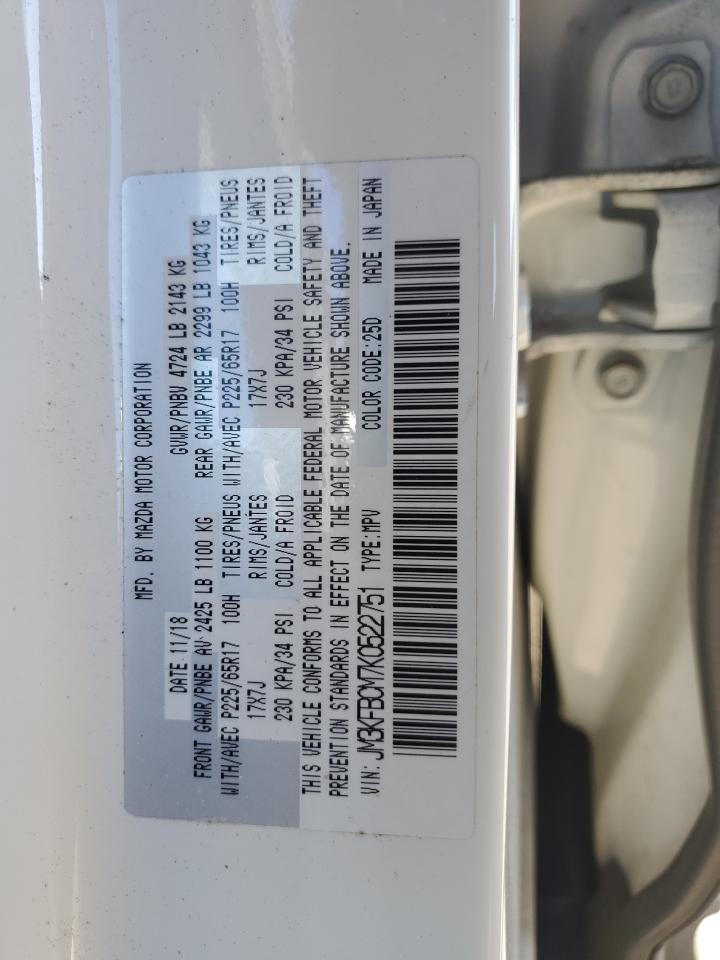 MFD. BY MAZDA MOTOR CORPORATION
DATE: 11/18 GVWR/PNBV 4724 LB 2143 KG
FRONT GAWR/PNBE AV 2425 LB 1100 KG REAR GAWR/PNBE AR 2299 LB 1043 KG
WITH/AVEC P225/65R17 100H TIRES/PNEUS WITH/AVEC P225/65R17 100H TIRES/PNEUS
17X7J RIMS/JANTES 17X7J RIMS/JANTES
230 KPA/34 PSI COLD/A FROID 230 KPA/34 PSI COLD/A FROID
THIS VEHICLE CONFORMS TO ALL APPLICABLE FEDERAL MOTOR VEHICLE SAFETY AND THEFT
PREVENTION STANDARDS IN EFFECT ON THE DATE OF MANUFACTURE SHOWN ABOVE.
VIN: JM3KFBCM7K0522751 TYPE:MPV COLOR CODE:25D MADE IN JAPAN